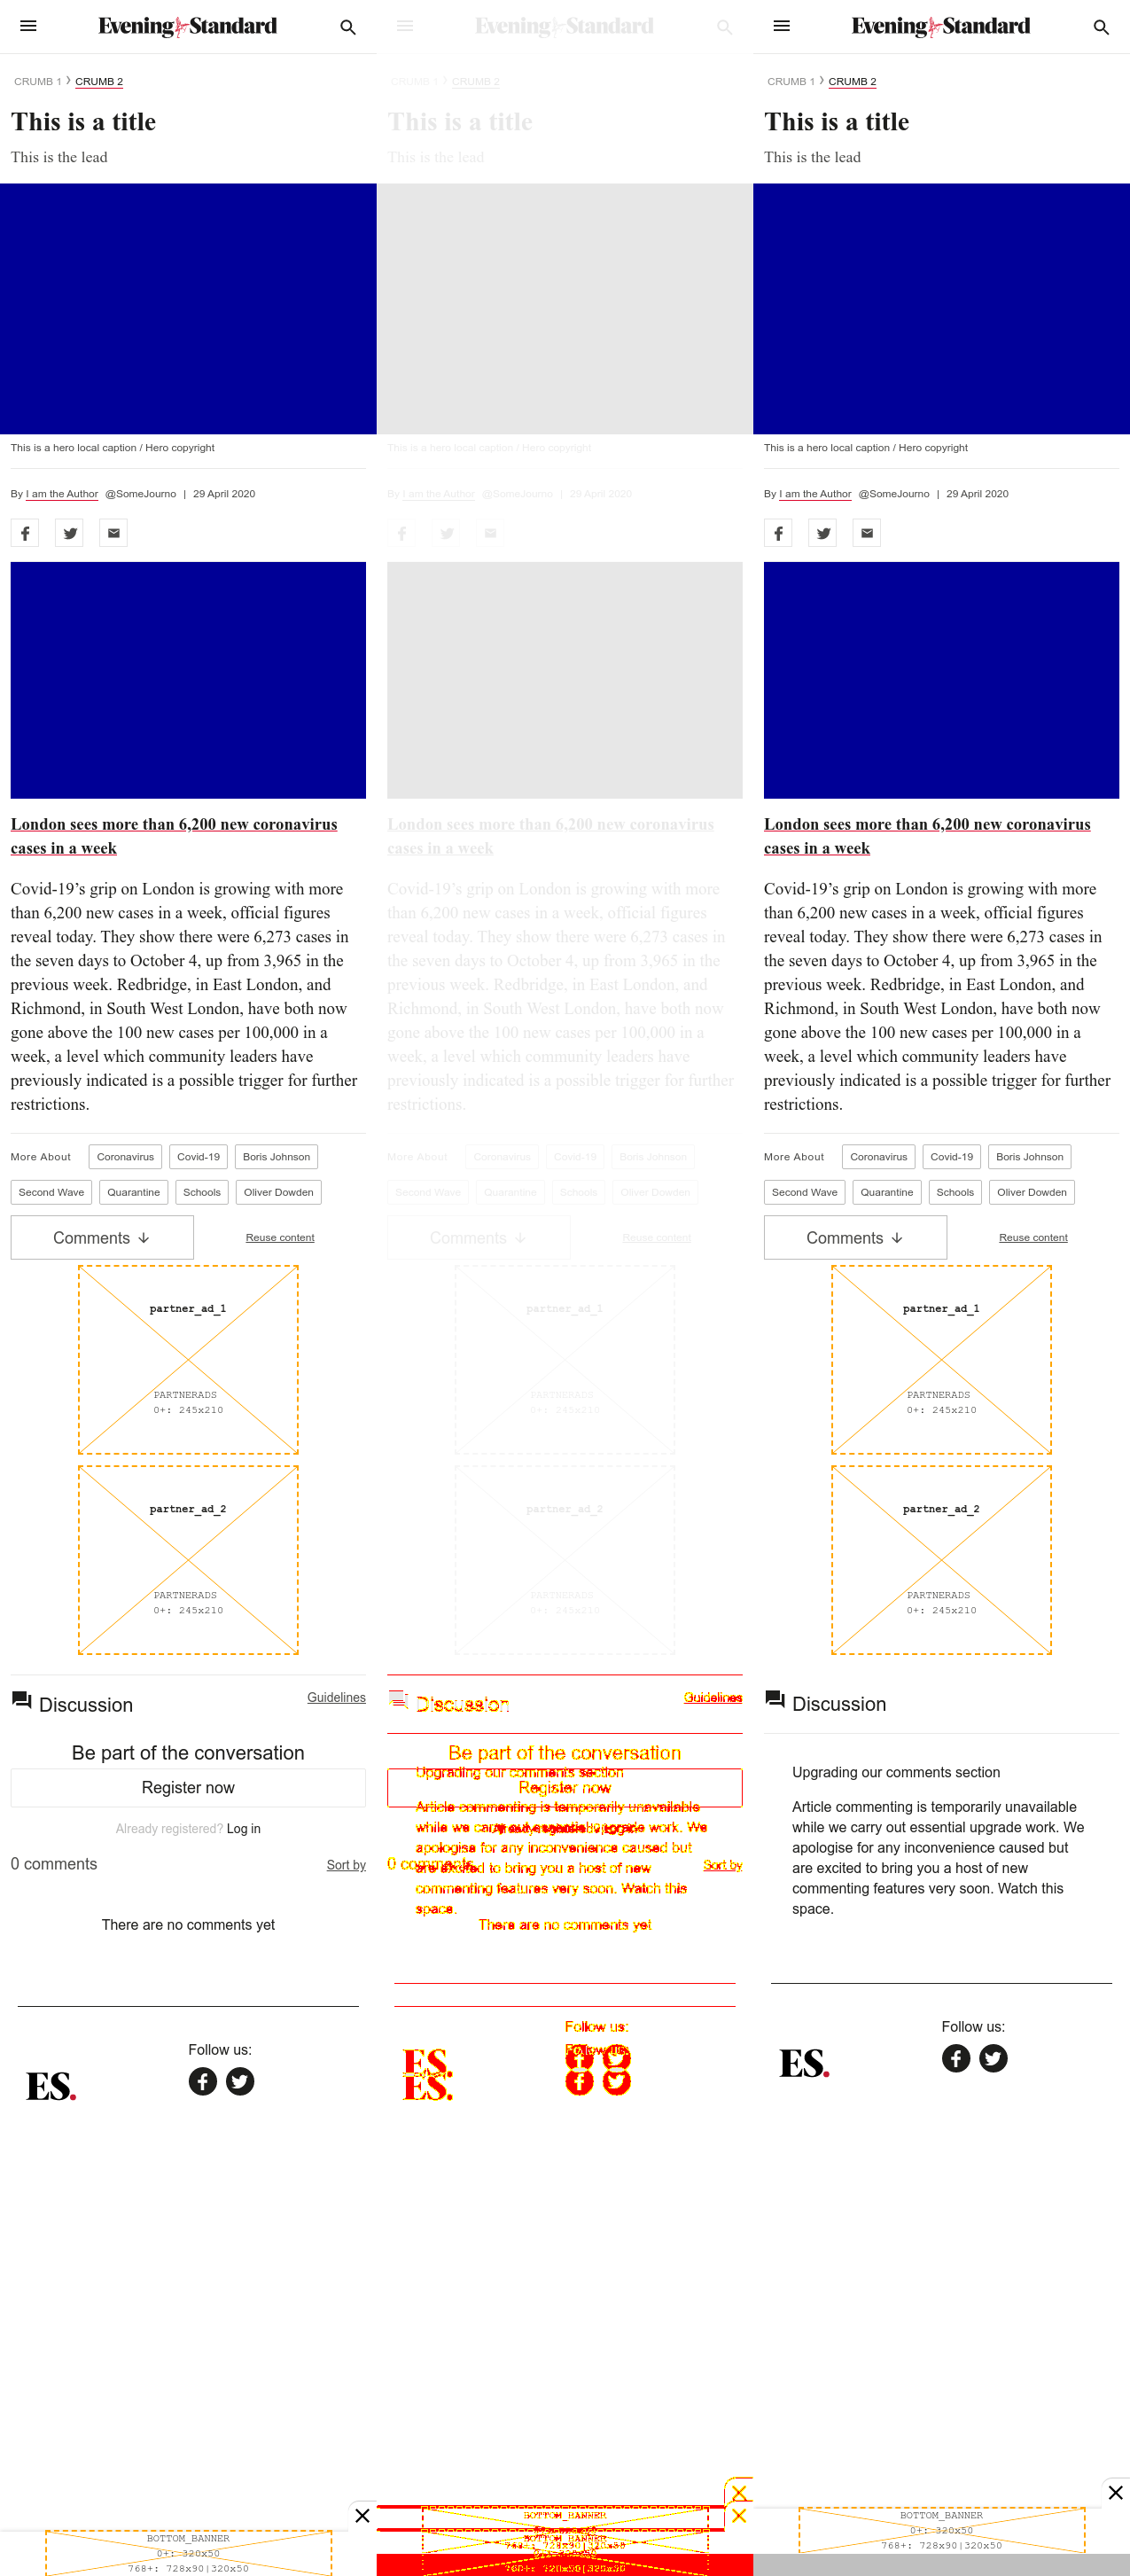 Evening Standard
CRUMB 1 › CRUMB 2
This is a title
This is the lead
This is a hero local caption / Hero copyright
By I am the Author @SomeJourno | 29 April 2020
London sees more than 6,200 new coronavirus
cases in a week
Covid-19’s grip on London is growing with more
than 6,200 new cases in a week, official figures
reveal today. They show there were 6,273 cases in
the seven days to October 4, up from 3,965 in the
previous week. Redbridge, in East London, and
Richmond, in South West London, have both now
gone above the 100 new cases per 100,000 in a
week, a level which community leaders have
previously indicated is a possible trigger for further
restrictions.
More About Coronavirus Covid-19 Boris Johnson
Second Wave Quarantine Schools Oliver Dowden
Comments Reuse content
partner_ad_1
PARTNERADS
0+: 245x210
partner_ad_2
PARTNERADS
0+: 245x210
Discussion Guidelines
Be part of the conversation
Register now
Already registered? Log in
0 comments Sort by
There are no comments yet
Follow us:
ES.
BOTTOM_BANNER
0+: 320x50
768+: 728x90|320x50
Evening Standard
CRUMB 1 › CRUMB 2
This is a title
This is the lead
This is a hero local caption / Hero copyright
By I am the Author @SomeJourno | 29 April 2020
London sees more than 6,200 new coronavirus
cases in a week
Covid-19’s grip on London is growing with more
than 6,200 new cases in a week, official figures
reveal today. They show there were 6,273 cases in
the seven days to October 4, up from 3,965 in the
previous week. Redbridge, in East London, and
Richmond, in South West London, have both now
gone above the 100 new cases per 100,000 in a
week, a level which community leaders have
previously indicated is a possible trigger for further
restrictions.
More About Coronavirus Covid-19 Boris Johnson
Second Wave Quarantine Schools Oliver Dowden
Comments Reuse content
partner_ad_1
PARTNERADS
0+: 245x210
partner_ad_2
PARTNERADS
0+: 245x210
Discussion Guidelines
Be part of the conversation
Upgrading our comments section
Register now
Article commenting is temporarily unavailable
while we carry out essential upgrade work. We
apologise for any inconvenience caused but
0 comments Sort by
are excited to bring you a host of new
commenting features very soon. Watch this
space.
There are no comments yet
Follow us:
Follow us:
ES.
ES.
BOTTOM_BANNER
BOTTOM_BANNER
768+: 728x90|320x50
Evening Standard
CRUMB 1 › CRUMB 2
This is a title
This is the lead
This is a hero local caption / Hero copyright
By I am the Author @SomeJourno | 29 April 2020
London sees more than 6,200 new coronavirus
cases in a week
Covid-19’s grip on London is growing with more
than 6,200 new cases in a week, official figures
reveal today. They show there were 6,273 cases in
the seven days to October 4, up from 3,965 in the
previous week. Redbridge, in East London, and
Richmond, in South West London, have both now
gone above the 100 new cases per 100,000 in a
week, a level which community leaders have
previously indicated is a possible trigger for further
restrictions.
More About Coronavirus Covid-19 Boris Johnson
Second Wave Quarantine Schools Oliver Dowden
Comments Reuse content
partner_ad_1
PARTNERADS
0+: 245x210
partner_ad_2
PARTNERADS
0+: 245x210
Discussion
Upgrading our comments section
Article commenting is temporarily unavailable
while we carry out essential upgrade work. We
apologise for any inconvenience caused but
are excited to bring you a host of new
commenting features very soon. Watch this
space.
Follow us:
ES.
BOTTOM_BANNER
0+: 320x50
768+: 728x90|320x50